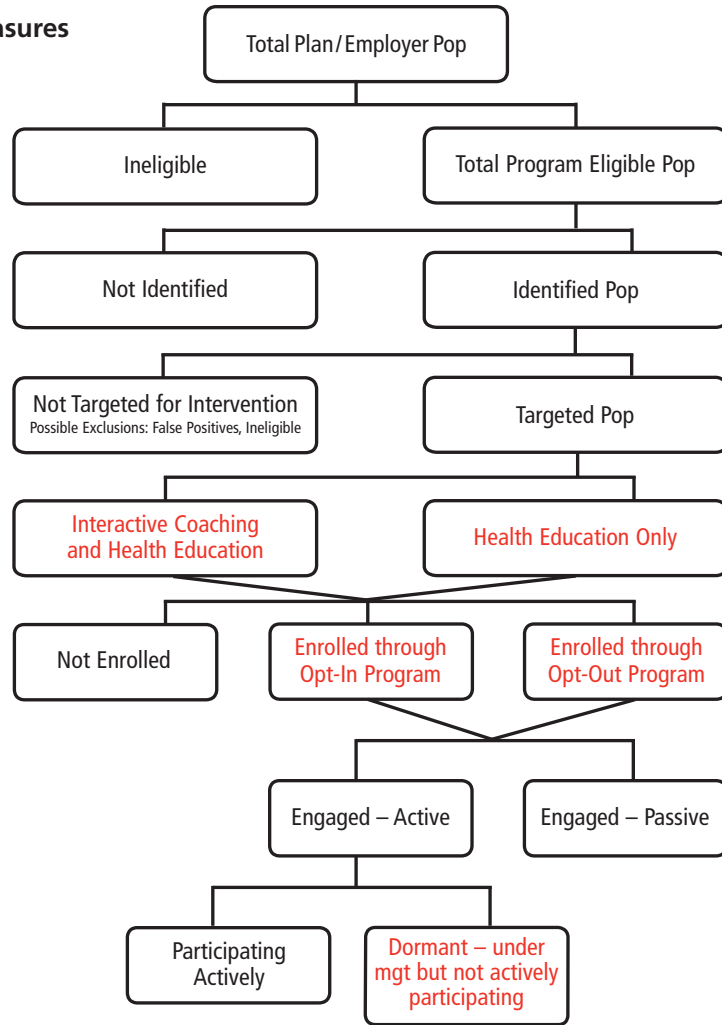 Total Plan/Employer Pop
Ineligible
Total Program Eligible Pop
Not Identified
Identified Pop
Not Targeted for Intervention
Possible Exclusions: False Positives, Ineligible
Targeted Pop
Interactive Coaching
and Health Education
Health Education Only
Not Enrolled
Enrolled through
Opt-In Program
Enrolled through
Opt-Out Program
Engaged – Active
Engaged – Passive
Participating
Actively
Dormant – under
mgt but not actively
participating